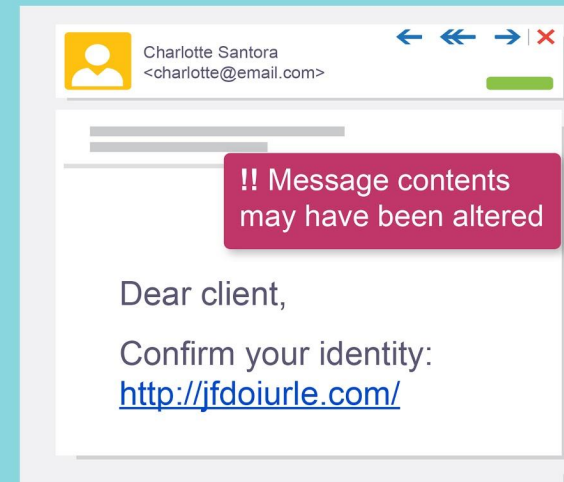 Charlotte Santora
<charlotte@email.com>
!! Message contents
may have been altered
Dear client,
Confirm your identity:
http://jfdoiurle.com/